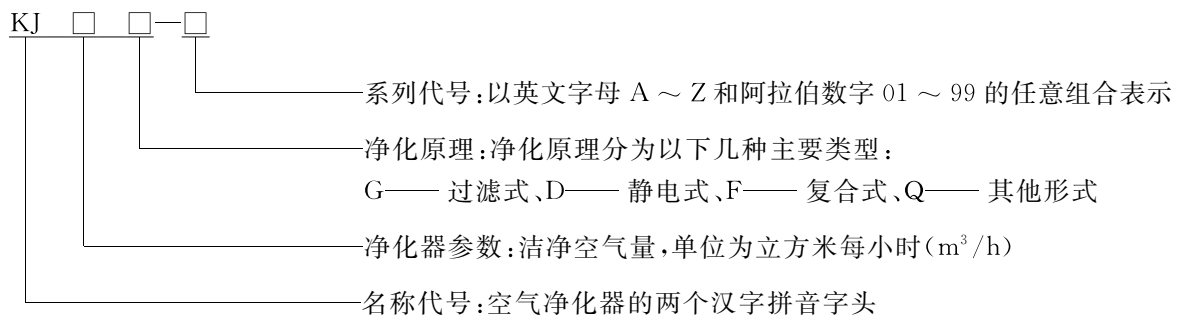 KJ □ □—□
系列代号:以英文字母 A ～ Z 和阿拉伯数字 01 ～ 99 的任意组合表示
净化原理:净化原理分为以下几种主要类型:
G—— 过滤式、D—— 静电式、F—— 复合式、Q—— 其他形式
净化器参数:洁净空气量,单位为立方米每小时(m³/h)
名称代号:空气净化器的两个汉字拼音字头